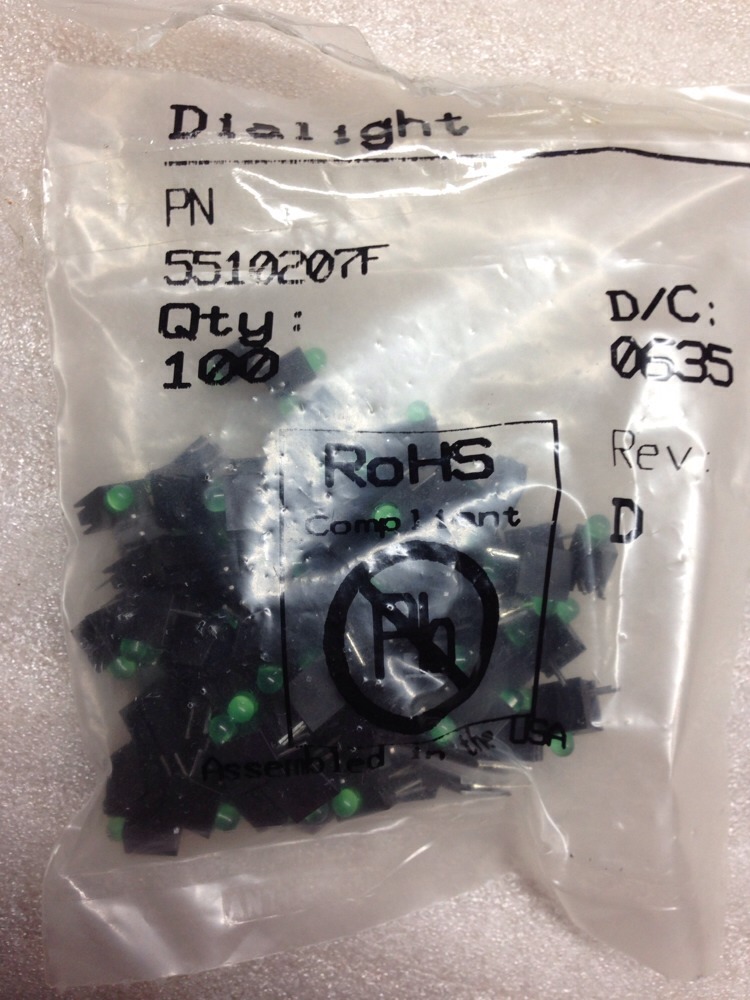 Dialight
PN
5510207F
Qty:
100
D/C:
0635
Rev:
D
RoHS
Compliant
Pb
Assembled in the USA